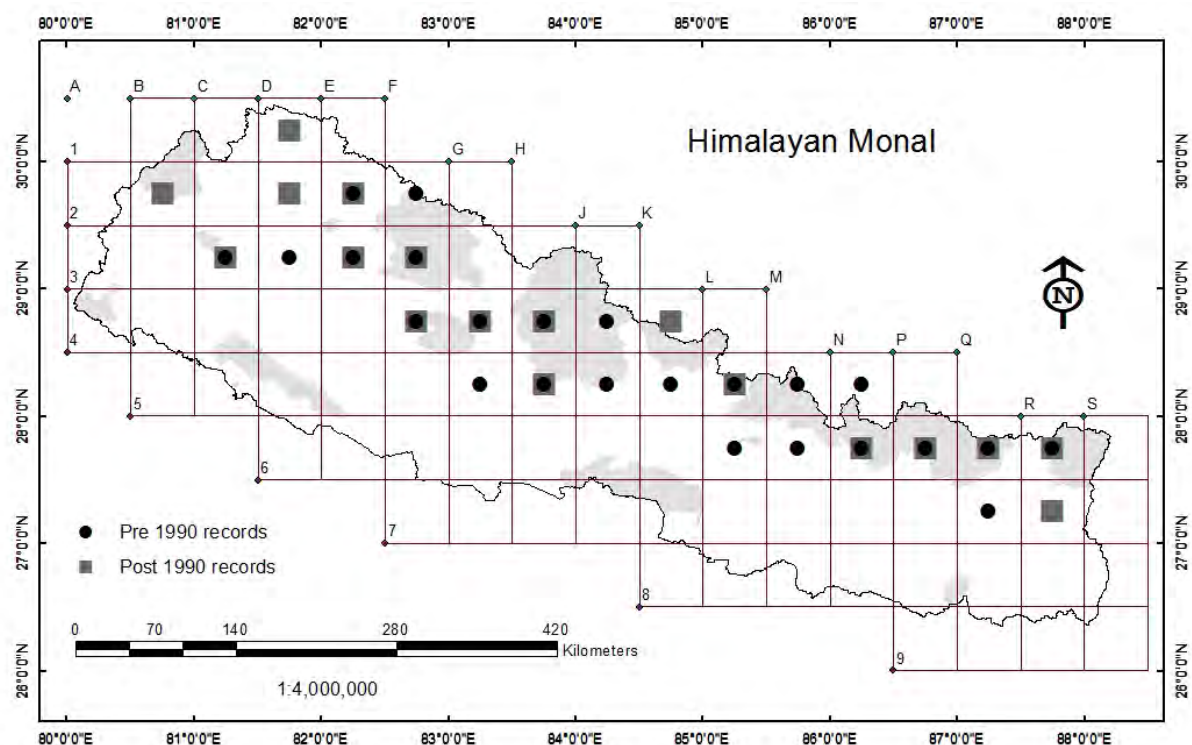 80°0'0"E 81°0'0"E 82°0'0"E 83°0'0"E 84°0'0"E 85°0'0"E 86°0'0"E 87°0'0"E 88°0'0"E
A B C D E F
Himalayan Monal
30°0'0"N 1 G H 30°0'0"N
2 J K
29°0'0"N 3 L M 29°0'0"N
N
4 N P Q
28°0'0"N 5 R S 28°0'0"N
6
Pre 1990 records
27°0'0"N 7 27°0'0"N
Post 1990 records
8
0 70 140 280 420
Kilometers
26°0'0"N 9 26°0'0"N
1:4,000,000
80°0'0"E 81°0'0"E 82°0'0"E 83°0'0"E 84°0'0"E 85°0'0"E 86°0'0"E 87°0'0"E 88°0'0"E